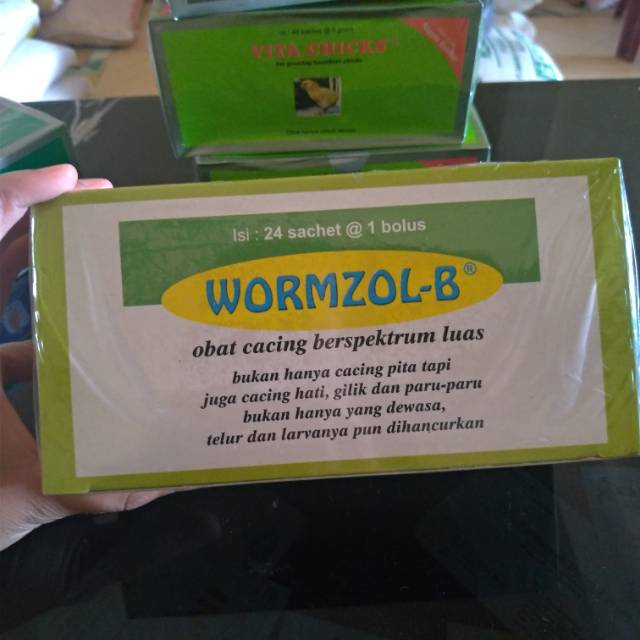 VITA CHICKS
Isi : 24 sachet @ 1 bolus
WORMZOL-B®
obat cacing berspektrum luas
bukan hanya cacing pita tapi
juga cacing hati, gilik dan paru-paru
bukan hanya yang dewasa,
telur dan larvanya pun dihancurkan